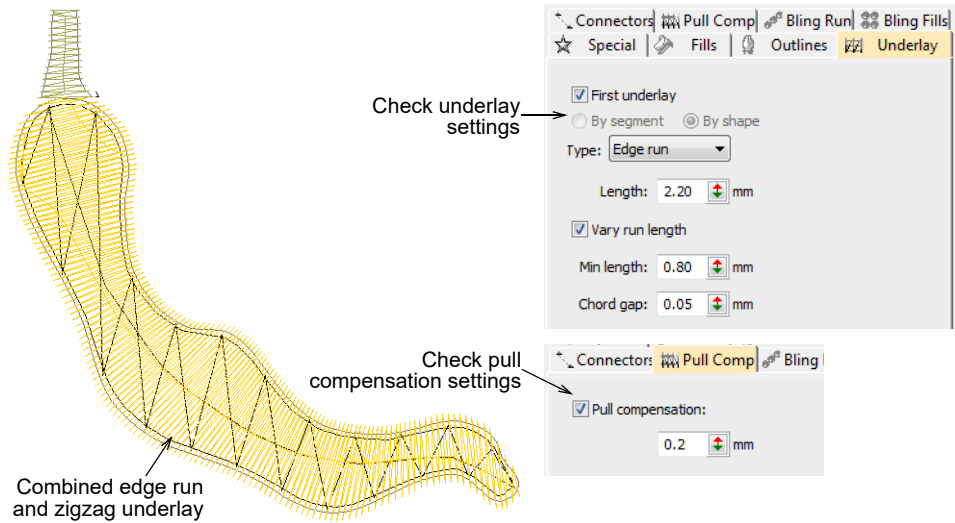 Connectors Pull Comp Bling Run Bling Fills
Special Fills Outlines Underlay
First underlay
Check underlay
settings
By segment By shape
Type: Edge run
Length: 2.20 mm
Vary run length
Min length: 0.80 mm
Chord gap: 0.05 mm
Connectors Pull Comp Bling
Check pull
compensation settings
Pull compensation:
0.2 mm
Combined edge run
and zigzag underlay